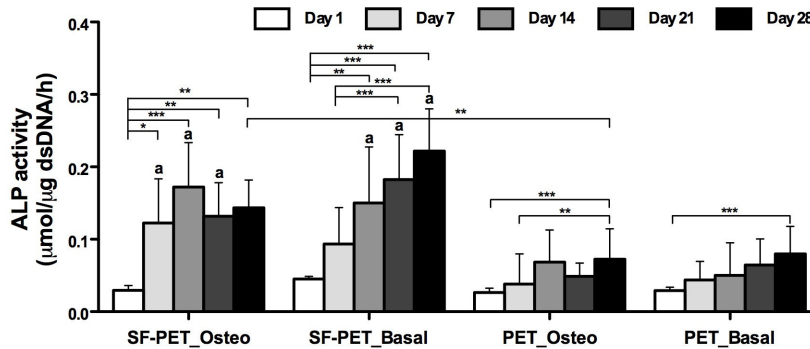 Day 1 Day 7 Day 14 Day 21 Day 28
ALP activity
(μmol/μg dsDNA/h)
0.4
0.3
0.2
0.1
0.0
**
**
***
*
a
a
a
***
***
**
***
***
a
a
a
**
***
**
***
SF-PET_Osteo SF-PET_Basal PET_Osteo PET_Basal